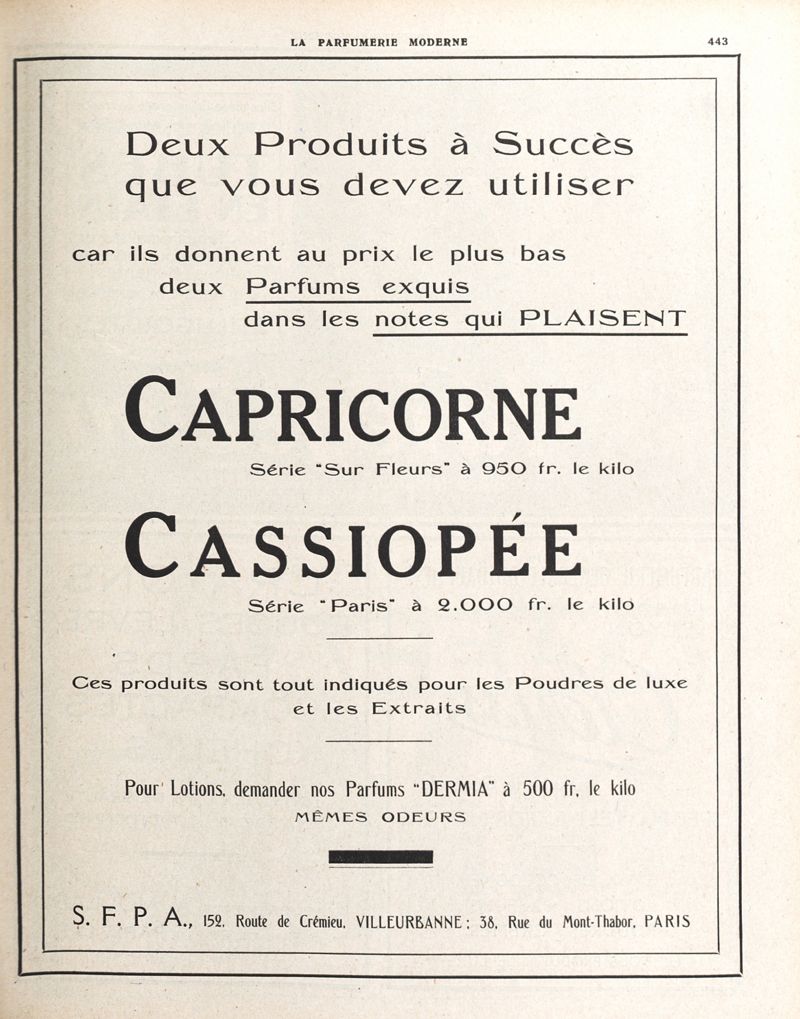 LA PARFUMERIE MODERNE
443
Deux Produits à Succès
que vous devez utiliser
car ils donnent au prix le plus bas
deux Parfums exquis
dans les notes qui PLAISENT
CAPRICORNE
Série "Sur Fleurs" à 950 fr. le kilo
CASSIOPÉE
Série "Paris" à 2.000 fr. le kilo
Ces produits sont tout indiqués pour les Poudres de luxe
et les Extraits
Pour Lotions, demander nos Parfums "DERMIA" à 500 fr, le kilo
MÊMES ODEURS
S. F. P. A., 152, Route de Crémieu, VILLEURBANNE ; 38, Rue du Mont-Thabor, PARIS